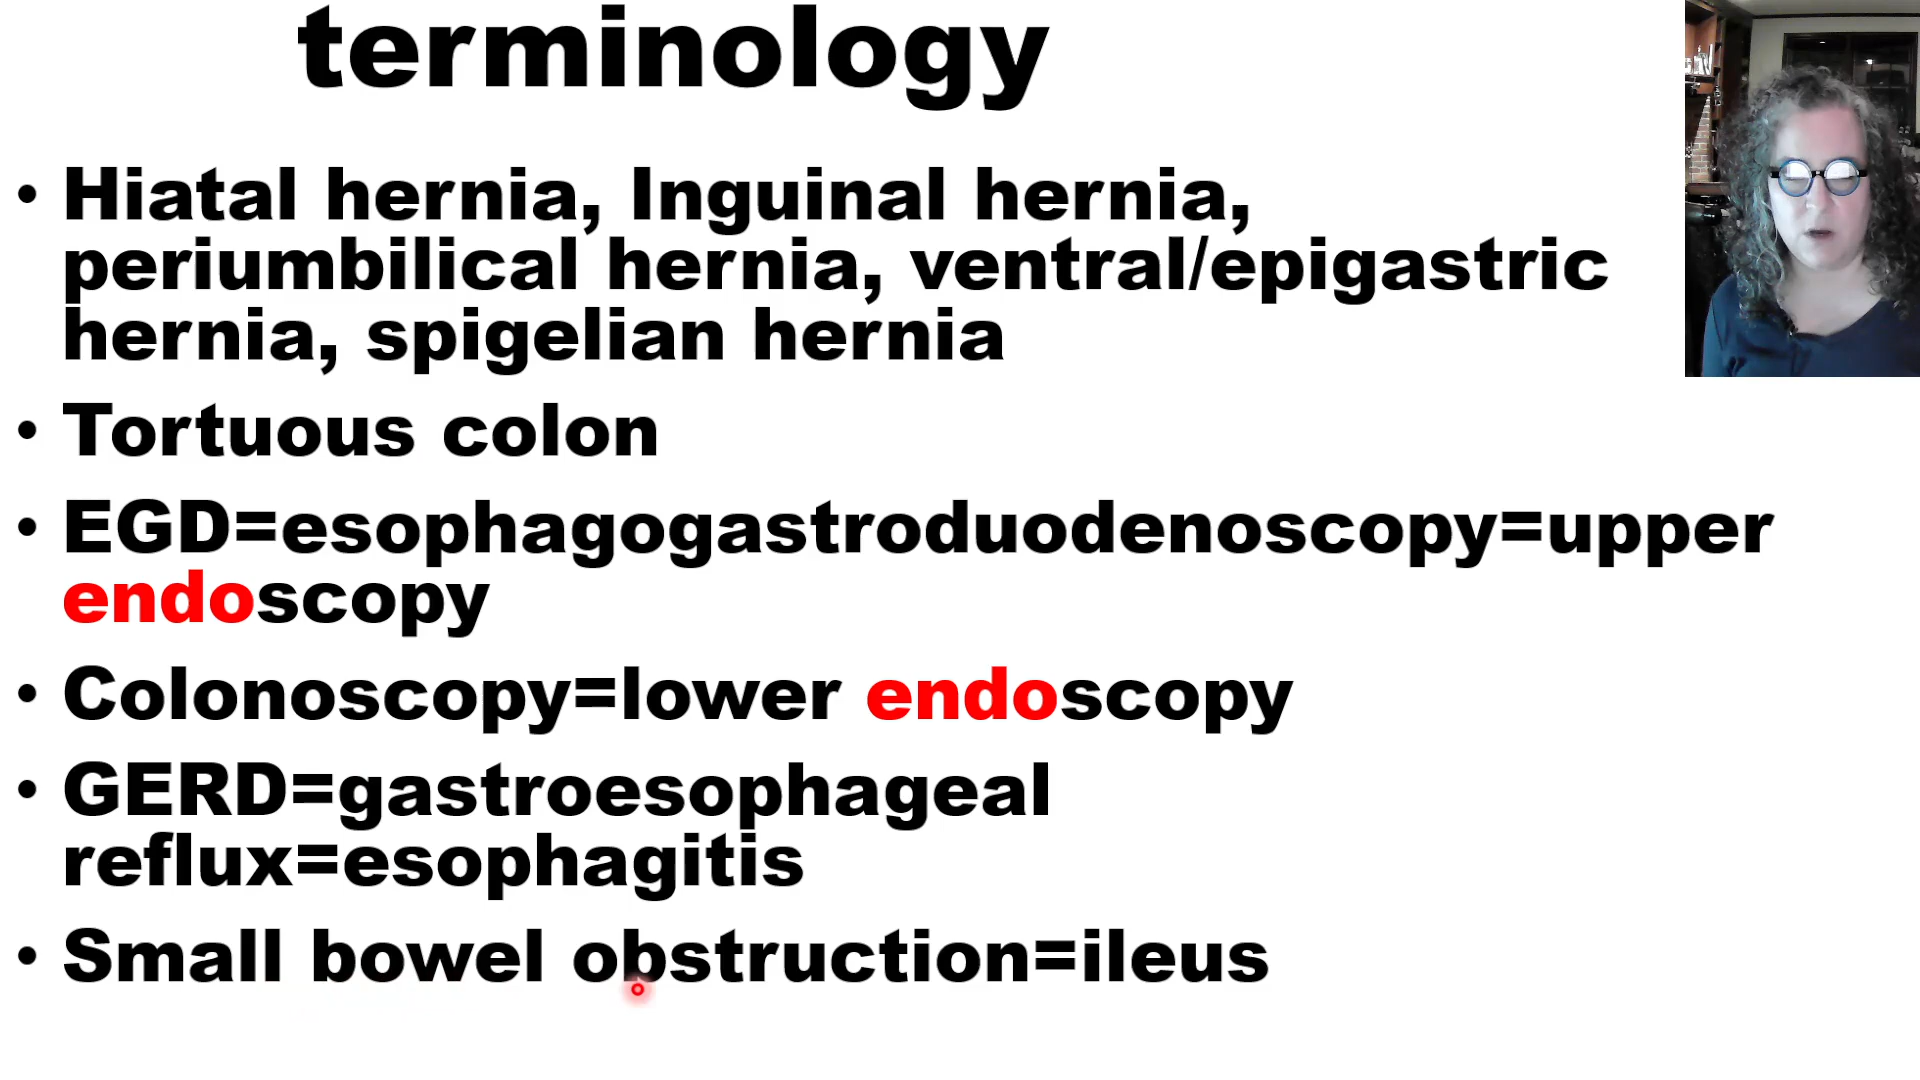 terminology
• Hiatal hernia, Inguinal hernia,
periumbilical hernia, ventral/epigastric
hernia, spigelian hernia
• Tortuous colon
• EGD=esophagogastroduodenoscopy=upper
endoscopy
• Colonoscopy=lower endoscopy
• GERD=gastroesophageal
reflux=esophagitis
• Small bowel obstruction=ileus